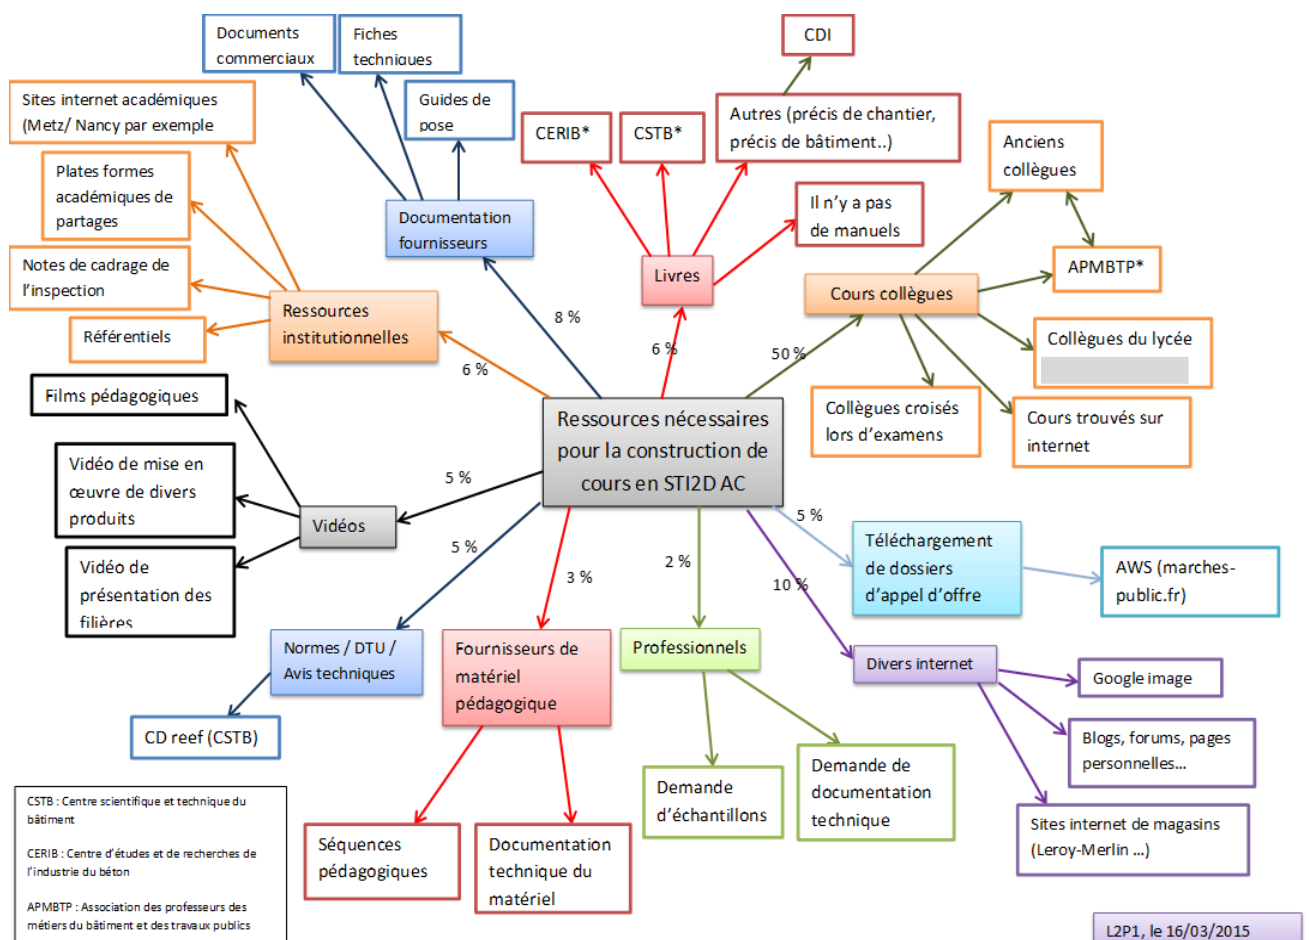 Documents
commerciaux
Fiches
techniques
Guides de
pose
CDI
Sites internet académiques
(Metz/ Nancy par exemple
CERIB*
CSTB*
Autres (précis de chantier,
précis de bâtiment..)
Anciens
collègues
Plates formes
académiques de
partages
Documentation
fournisseurs
Il n’y a pas
de manuels
Notes de cadrage de
l’inspection
Livres
APMBTP*
Ressources
institutionnelles
Cours collègues
Référentiels
8 %
6 %
50 %
6 %
Collègues du lycée
Films pédagogiques
Ressources nécessaires
pour la construction de
cours en STI2D AC
Collègues croisés
lors d’examens
Cours trouvés sur
internet
Vidéo de mise en
œuvre de divers
produits
5 %
Vidéos
5 %
3 %
2 %
10 %
5 %
Téléchargement
de dossiers
d’appel d’offre
AWS (marches-
public.fr)
Vidéo de
présentation des
filières
Normes / DTU /
Avis techniques
Fournisseurs de
matériel
pédagogique
Professionnels
Divers internet
Google image
CD reef (CSTB)
Blogs, forums, pages
personnelles...
Demande
d’échantillons
Demande de
documentation
technique
Sites internet de magasins
(Leroy-Merlin ...)
Séquences
pédagogiques
Documentation
technique du
matériel
CSTB : Centre scientifique et technique du
bâtiment
CERIB : Centre d’études et de recherches de
l’industrie du béton
APMBTP : Association des professeurs des
métiers du bâtiment et des travaux publics
L2P1, le 16/03/2015